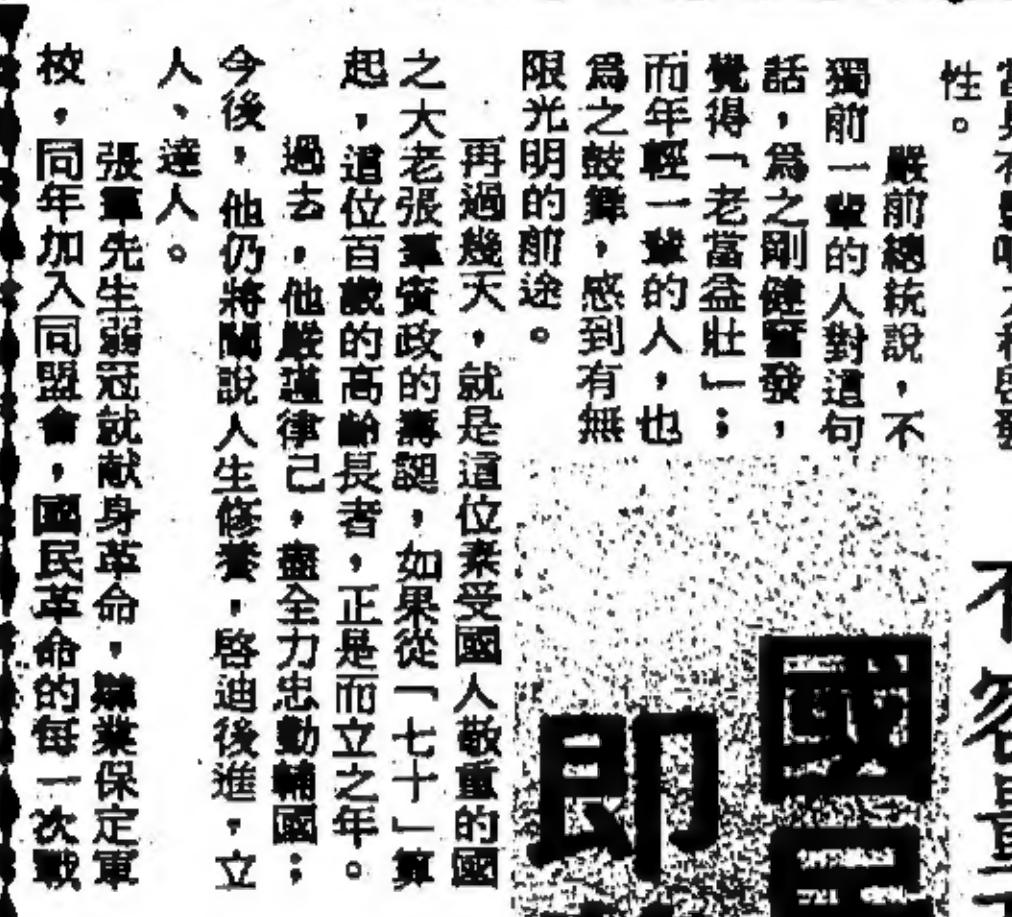 性。
嚴前總統說，不
獨前一輩的人對這句
話，爲之剛健奮發，
覺得「老當益壯」；
而年輕一輩的人，也
爲之鼓舞，感到有無
限光明的前途。
再過幾天，就是這位素受國人敬重的國
之大老張羣資政的壽誕，如果從「七十」算
起，這位百歲的高齡長者，正是而立之年。
過去，他嚴謹律己，盡全力忠勤輔國；
今後，他仍將闡說人生修養，啓迪後進，立
人、達人。
張羣先生弱冠就献身革命，肄業保定軍
校，同年加入同盟會，國民革命的每一次戰
國
即